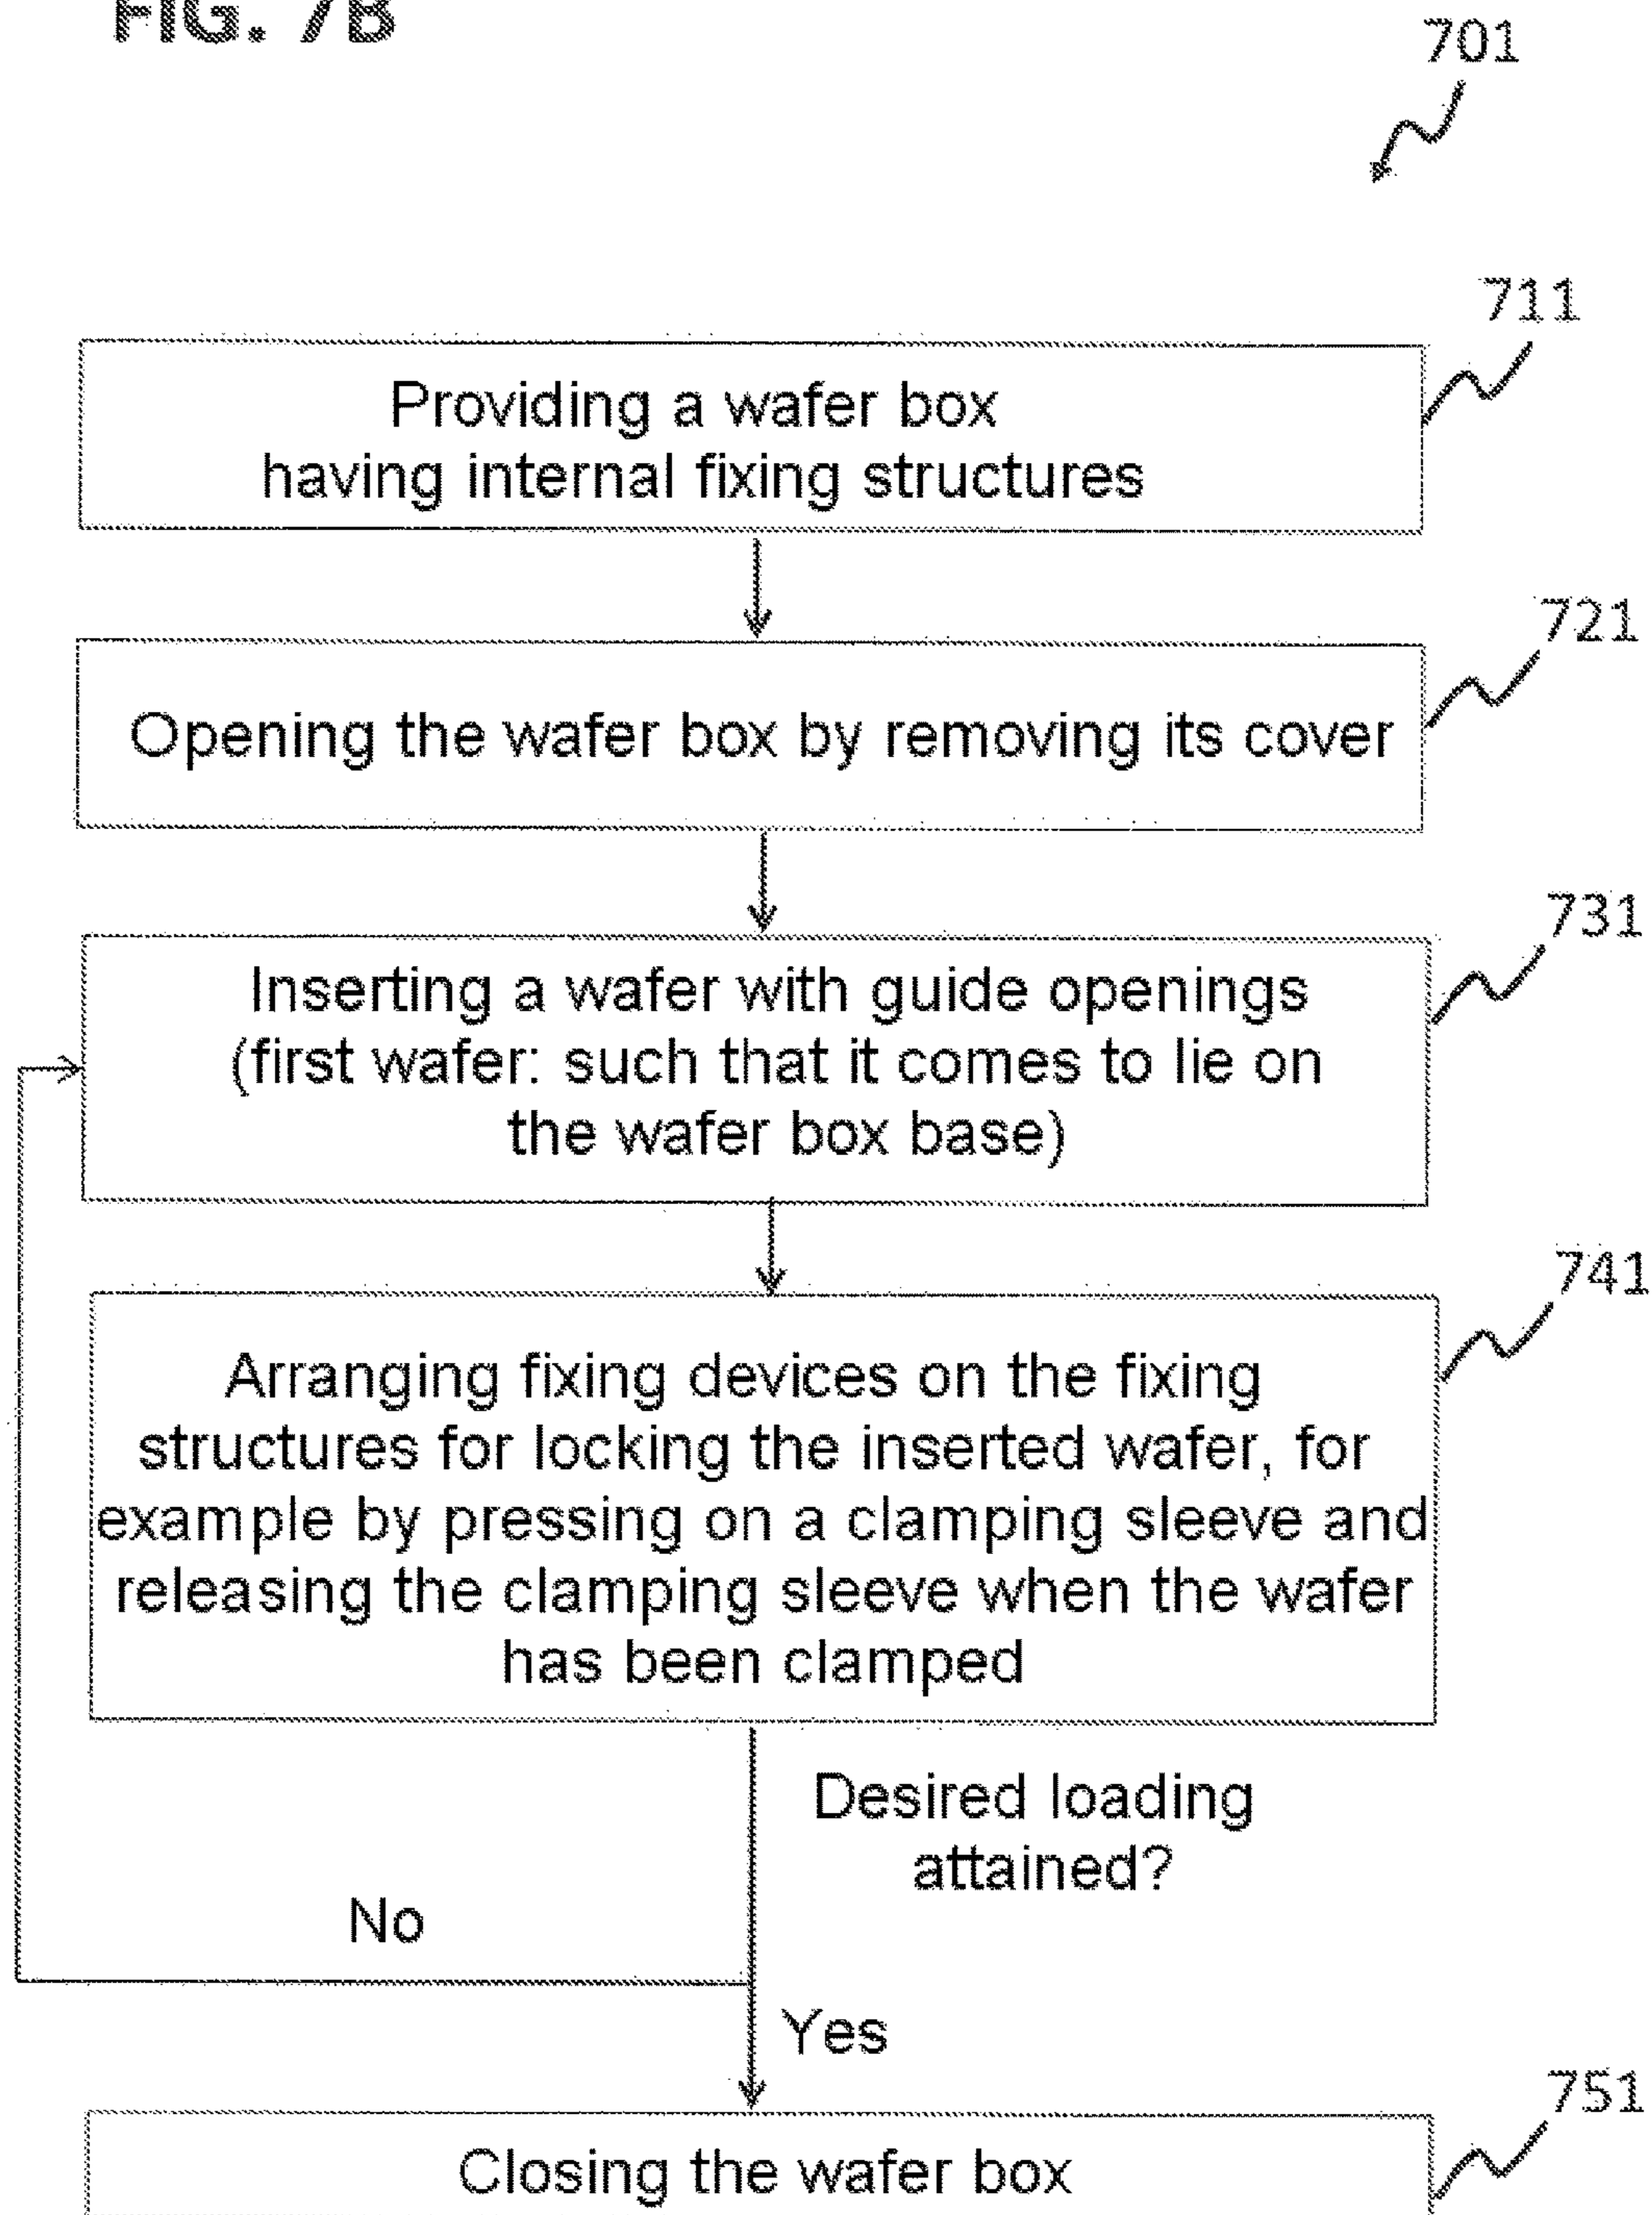 FIG. 7B
701
711
Providing a wafer box
having internal fixing structures
721
Opening the wafer box by removing its cover
731
Inserting a wafer with guide openings
(first wafer: such that it comes to lie on
the wafer box base)
741
Arranging fixing devices on the fixing
structures for locking the inserted wafer, for
example by pressing on a clamping sleeve and
releasing the clamping sleeve when the wafer
has been clamped
Desired loading
attained?
No
Yes
751
Closing the wafer box